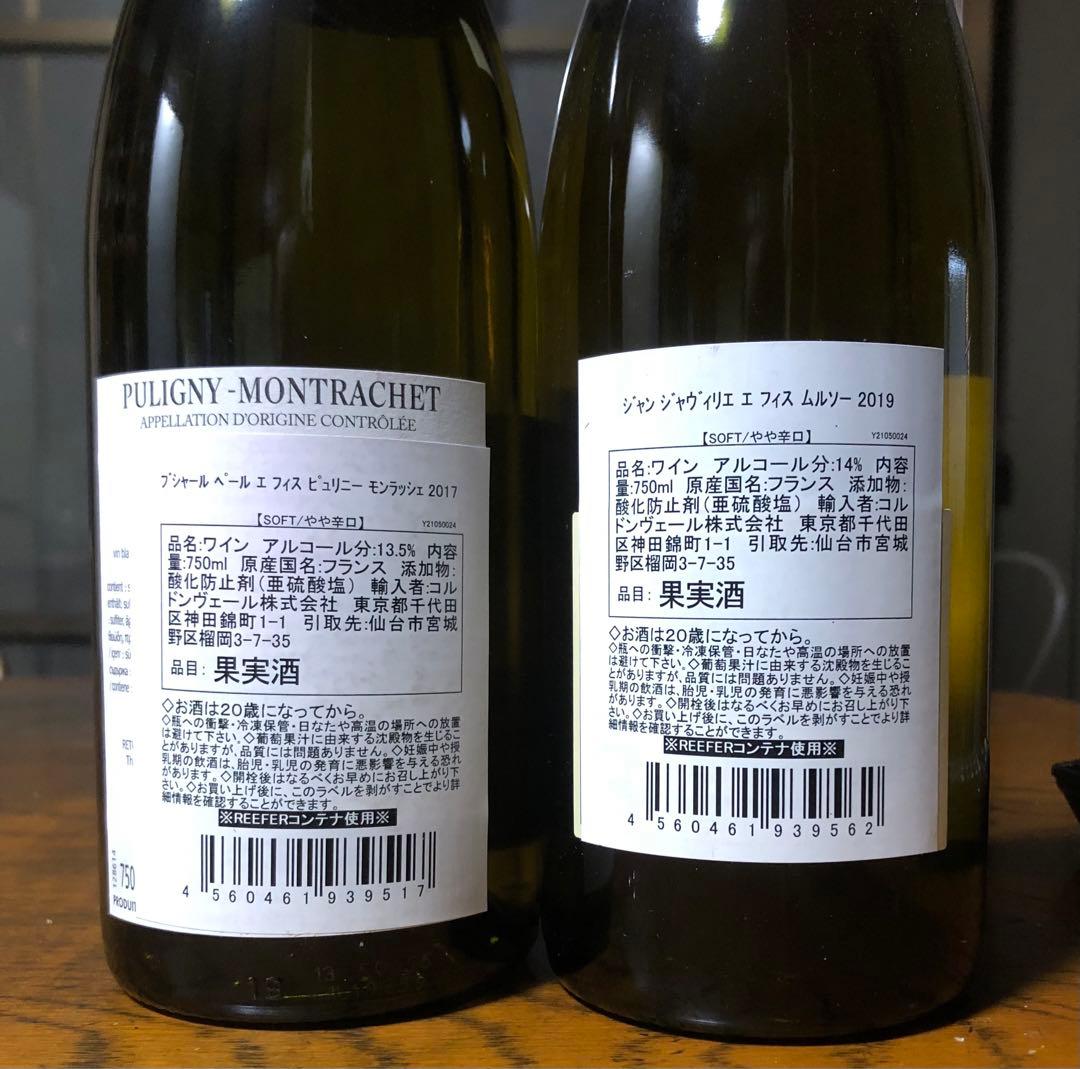 PULIGNY-MONTRACHET
APPELLATION D'ORIGINE CONTRÔLÉE
ブシャール ペール エ フィス ピュリニー モンラッシェ 2017
【SOFT/やや辛口】 Y21050024
品名:ワイン アルコール分:13.5% 内容
量:750ml 原産国名:フランス 添加物:
酸化防止剤(亜硫酸塩) 輸入者:コル
ドンヴェール株式会社 東京都千代田
区神田錦町1-1 引取先:仙台市宮城
野区榴岡3-7-35
品目: 果実酒
◇お酒は20歳になってから。
◇瓶への衝撃・冷凍保管・日なたや高温の場所への放置
は避けて下さい。◇葡萄果汁に由来する沈殿物を生じるこ
とがありますが、品質には問題ありません。◇妊娠中や授
乳期の飲酒は、胎児・乳児の発育に悪影響を与える恐れ
があります。◇開栓後はなるべくお早めにお召し上がり下
さい。◇お買い上げ後に、このラベルを剥がすことでより詳
細情報を確認することができます。
※REEFERコンテナ使用※
4 560461 939517
vin bla
contient : s
enthält, sul
/ contiene :
RET
Th
750
PRODUIT
ジャン ジャヴィリエ エ フィス ムルソー 2019
【SOFT/やや辛口】 Y21050024
品名:ワイン アルコール分:14% 内容
量:750ml 原産国名:フランス 添加物:
酸化防止剤(亜硫酸塩) 輸入者:コル
ドンヴェール株式会社 東京都千代田
区神田錦町1-1 引取先:仙台市宮城
野区榴岡3-7-35
品目: 果実酒
◇お酒は20歳になってから。
◇瓶への衝撃・冷凍保管・日なたや高温の場所への放置
は避けて下さい。◇葡萄果汁に由来する沈殿物を生じるこ
とがありますが、品質には問題ありません。◇妊娠中や授
乳期の飲酒は、胎児・乳児の発育に悪影響を与える恐れ
があります。◇開栓後はなるべくお早めにお召し上がり下
さい。◇お買い上げ後に、このラベルを剥がすことでより詳
細情報を確認することができます。
※REEFERコンテナ使用※
4 560461 939562